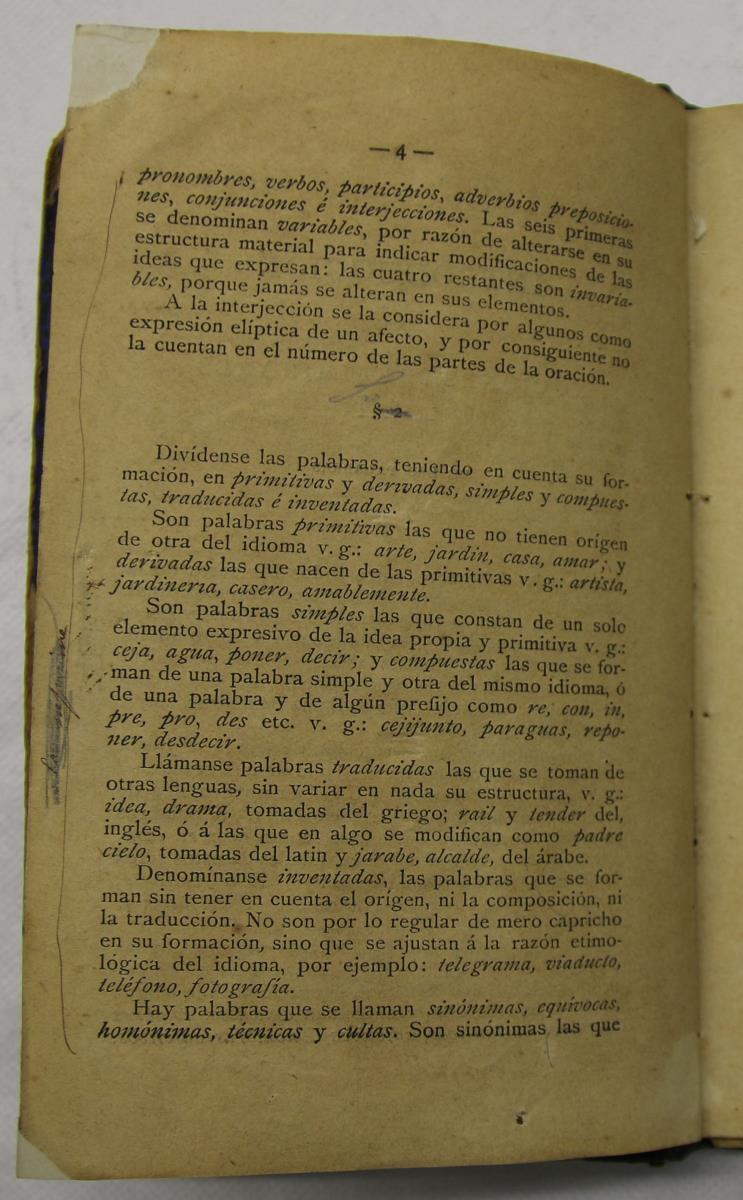 — 4 —
pronombres, verbos, participios, adverbios preposicio-
nes, conjunciones é interjecciones. Las seis primeras
se denominan variables, por razón de alterarse en su
estructura material para indicar modificaciones de las
ideas que expresan: las cuatro restantes son invaria-
bles, porque jamás se alteran en sus elementos.
A la interjección se la considera por algunos como
expresión elíptica de un afecto, y por consiguiente no
la cuentan en el número de las partes de la oración.
§ 2
Divídense las palabras, teniendo en cuenta su for-
mación, en primitivas y derivadas, simples y compues-
tas, traducidas é inventadas.
Son palabras primitivas las que no tienen orígen
de otra del idioma v. g.: arte, jardín, casa, amar; y
derivadas las que nacen de las primitivas v. g.: artista,
jardinería, casero, amablemente.
Son palabras simples las que constan de un solo
elemento expresivo de la idea propia y primitiva v. g.:
ceja, agua, poner, decir; y compuestas las que se for-
man de una palabra simple y otra del mismo idioma, ó
de una palabra y de algún prefijo como re, con, in,
pre, pro, des etc. v. g.: cejijunto, paraguas, repo-
ner, desdecir.
Llámanse palabras traducidas las que se toman de
otras lenguas, sin variar en nada su estructura, v. g.:
idea, drama, tomadas del griego; rail y tender del,
inglés, ó á las que en algo se modifican como padre
cielo, tomadas del latin y jarabe, alcalde, del árabe.
Denomínanse inventadas, las palabras que se for-
man sin tener en cuenta el orígen, ni la composición, ni
la traducción. No son por lo regular de mero capricho
en su formación, sino que se ajustan á la razón etimo-
lógica del idioma, por ejemplo: telegrama, viaducto,
teléfono, fotografía.
Hay palabras que se llaman sinónimas, equívocas,
homónimas, técnicas y cultas. Son sinónimas las que